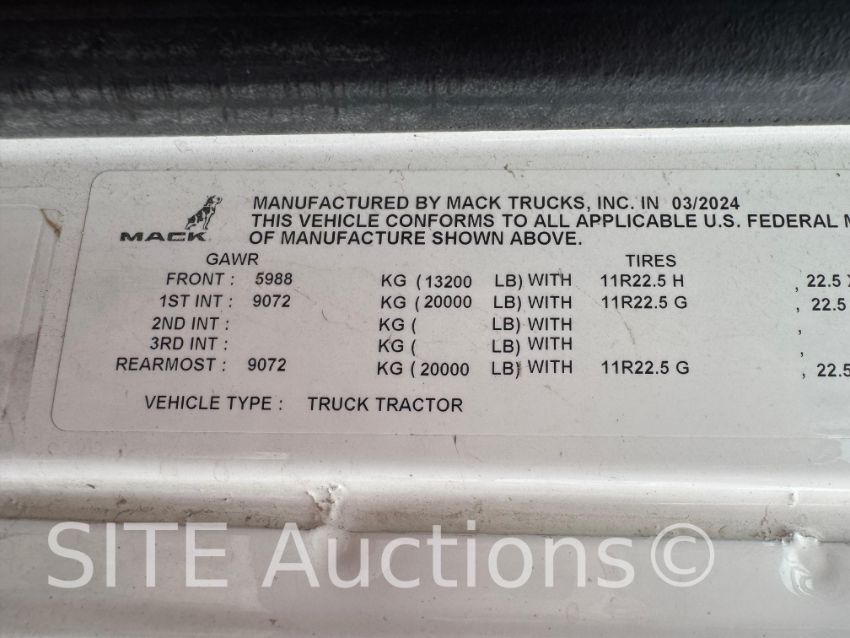 MANUFACTURED BY MACK TRUCKS, INC. IN 03/2024
THIS VEHICLE CONFORMS TO ALL APPLICABLE U.S. FEDERAL M
MACK OF MANUFACTURE SHOWN ABOVE.
GAWR TIRES
FRONT : 5988 KG ( 13200 LB) WITH 11R22.5 H , 22.5 X
1ST INT : 9072 KG ( 20000 LB) WITH 11R22.5 G , 22.5
2ND INT : KG ( LB) WITH ,
3RD INT : KG ( LB) WITH ,
REARMOST : 9072 KG ( 20000 LB) WITH 11R22.5 G , 22.5
VEHICLE TYPE : TRUCK TRACTOR
SITE Auctions©